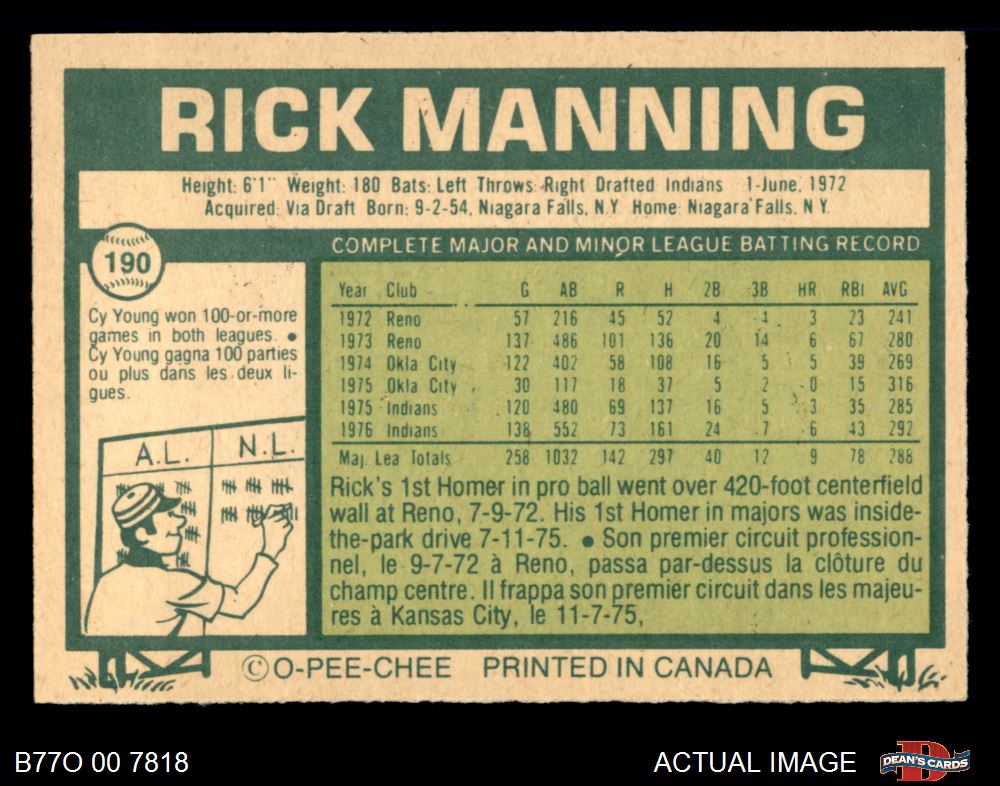 RICK MANNING
Height: 6'1" Weight: 180 Bats: Left Throws: Right Drafted Indians 1-June, 1972
Acquired: Via Draft Born: 9-2-54, Niagara Falls, N.Y. Home: Niagara Falls, N.Y.
190
COMPLETE MAJOR AND MINOR LEAGUE BATTING RECORD
Cy Young won 100-or-more
games in both leagues. •
Cy Young gagna 100 parties
ou plus dans les deux li-
gues.
A.L. N.L.
Year Club G AB R H 2B 3B HR RBI AVG
1972 Reno 57 216 45 52 4 4 3 23 241
1973 Reno 137 486 101 136 20 14 6 67 280
1974 Okla City 122 402 58 108 16 5 5 39 269
1975 Okla City 30 117 18 37 5 2 0 15 316
1975 Indians 120 480 69 137 16 5 3 35 285
1976 Indians 138 552 73 161 24 7 6 43 292
Maj. Lea Totals 258 1032 142 297 40 12 9 78 288
Rick's 1st Homer in pro ball went over 420-foot centerfield
wall at Reno, 7-9-72. His 1st Homer in majors was inside-
the-park drive 7-11-75. • Son premier circuit profession-
nel, le 9-7-72 à Reno, passa par-dessus la clôture du
champ centre. Il frappa son premier circuit dans les majeu-
res à Kansas City, le 11-7-75,
© O-PEE-CHEE PRINTED IN CANADA
B77O 00 7818
ACTUAL IMAGE
D
DEAN'S CARDS